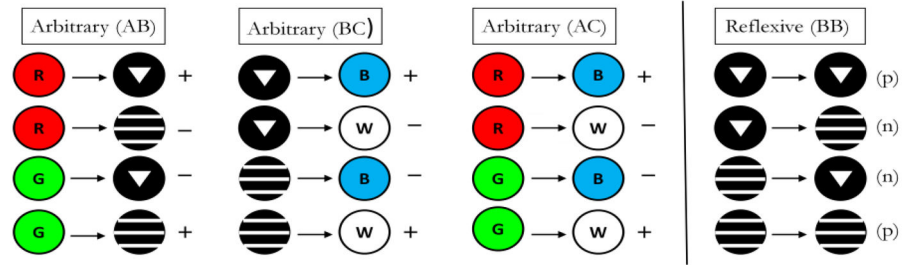 Arbitrary (AB) Arbitrary (BC) Arbitrary (AC) Reflexive (BB)
R + B + R B + (p)
R – W – R W – (n)
G – B – G B – (n)
G + W + G W + (p)